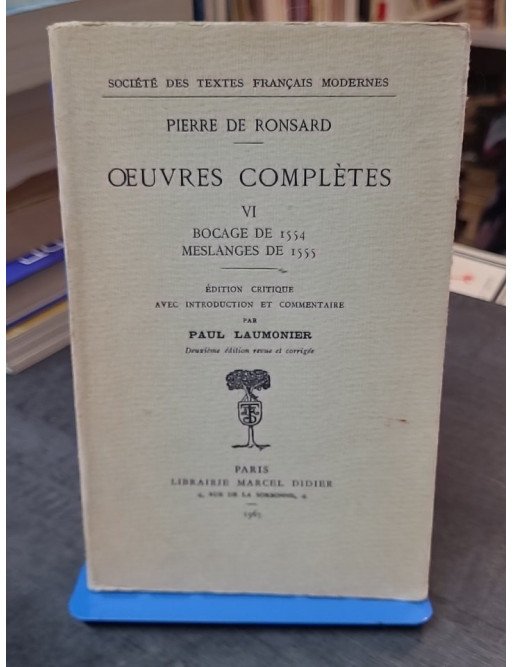 SOCIÉTÉ DES TEXTES FRANÇAIS MODERNES
PIERRE DE RONSARD
ŒUVRES COMPLÈTES
VI
BOCAGE DE 1554
MESLANGES DE 1555
ÉDITION CRITIQUE
AVEC INTRODUCTION ET COMMENTAIRE
PAR
PAUL LAUMONIER
Deuxième édition revue et corrigée
PARIS
LIBRAIRIE MARCEL DIDIER
4, RUE DE LA SORBONNE, 4
1965